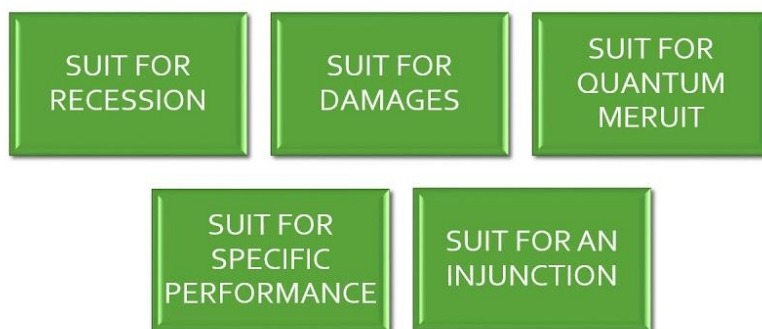 SUIT FOR
RECESSION
SUIT FOR
DAMAGES
SUIT FOR
QUANTUM
MERUIT
SUIT FOR
SPECIFIC
PERFORMANCE
SUIT FOR AN
INJUNCTION